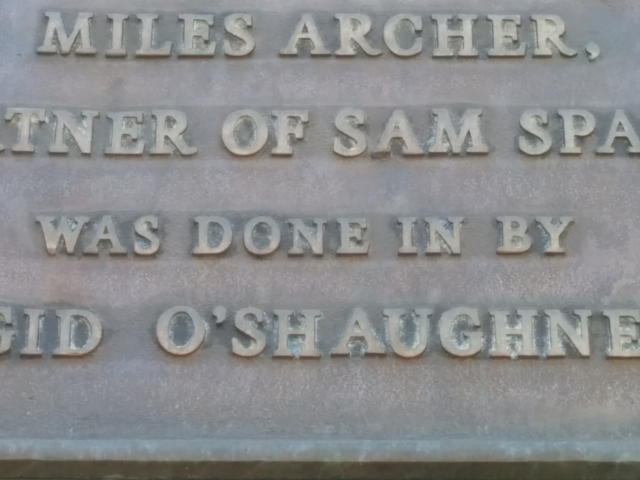 MILES ARCHER,
TNER OF SAM SPA
WAS DONE IN BY
GID O'SHAUGHNE